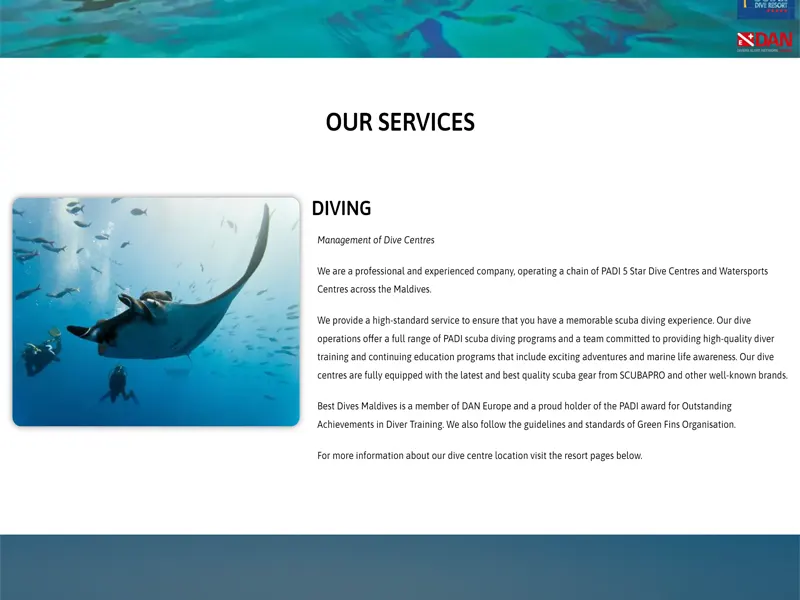 DIVE RESORT
DAN
OUR SERVICES
DIVING
Management of Dive Centres
We are a professional and experienced company, operating a chain of PADI 5 Star Dive Centres and Watersports
Centres across the Maldives.
We provide a high-standard service to ensure that you have a memorable scuba diving experience. Our dive
operations offer a full range of PADI scuba diving programs and a team committed to providing high-quality diver
training and continuing education programs that include exciting adventures and marine life awareness. Our dive
centres are fully equipped with the latest and best quality scuba gear from SCUBAPRO and other well-known brands.
Best Dives Maldives is a member of DAN Europe and a proud holder of the PADI award for Outstanding
Achievements in Diver Training. We also follow the guidelines and standards of Green Fins Organisation.
For more information about our dive centre location visit the resort pages below.